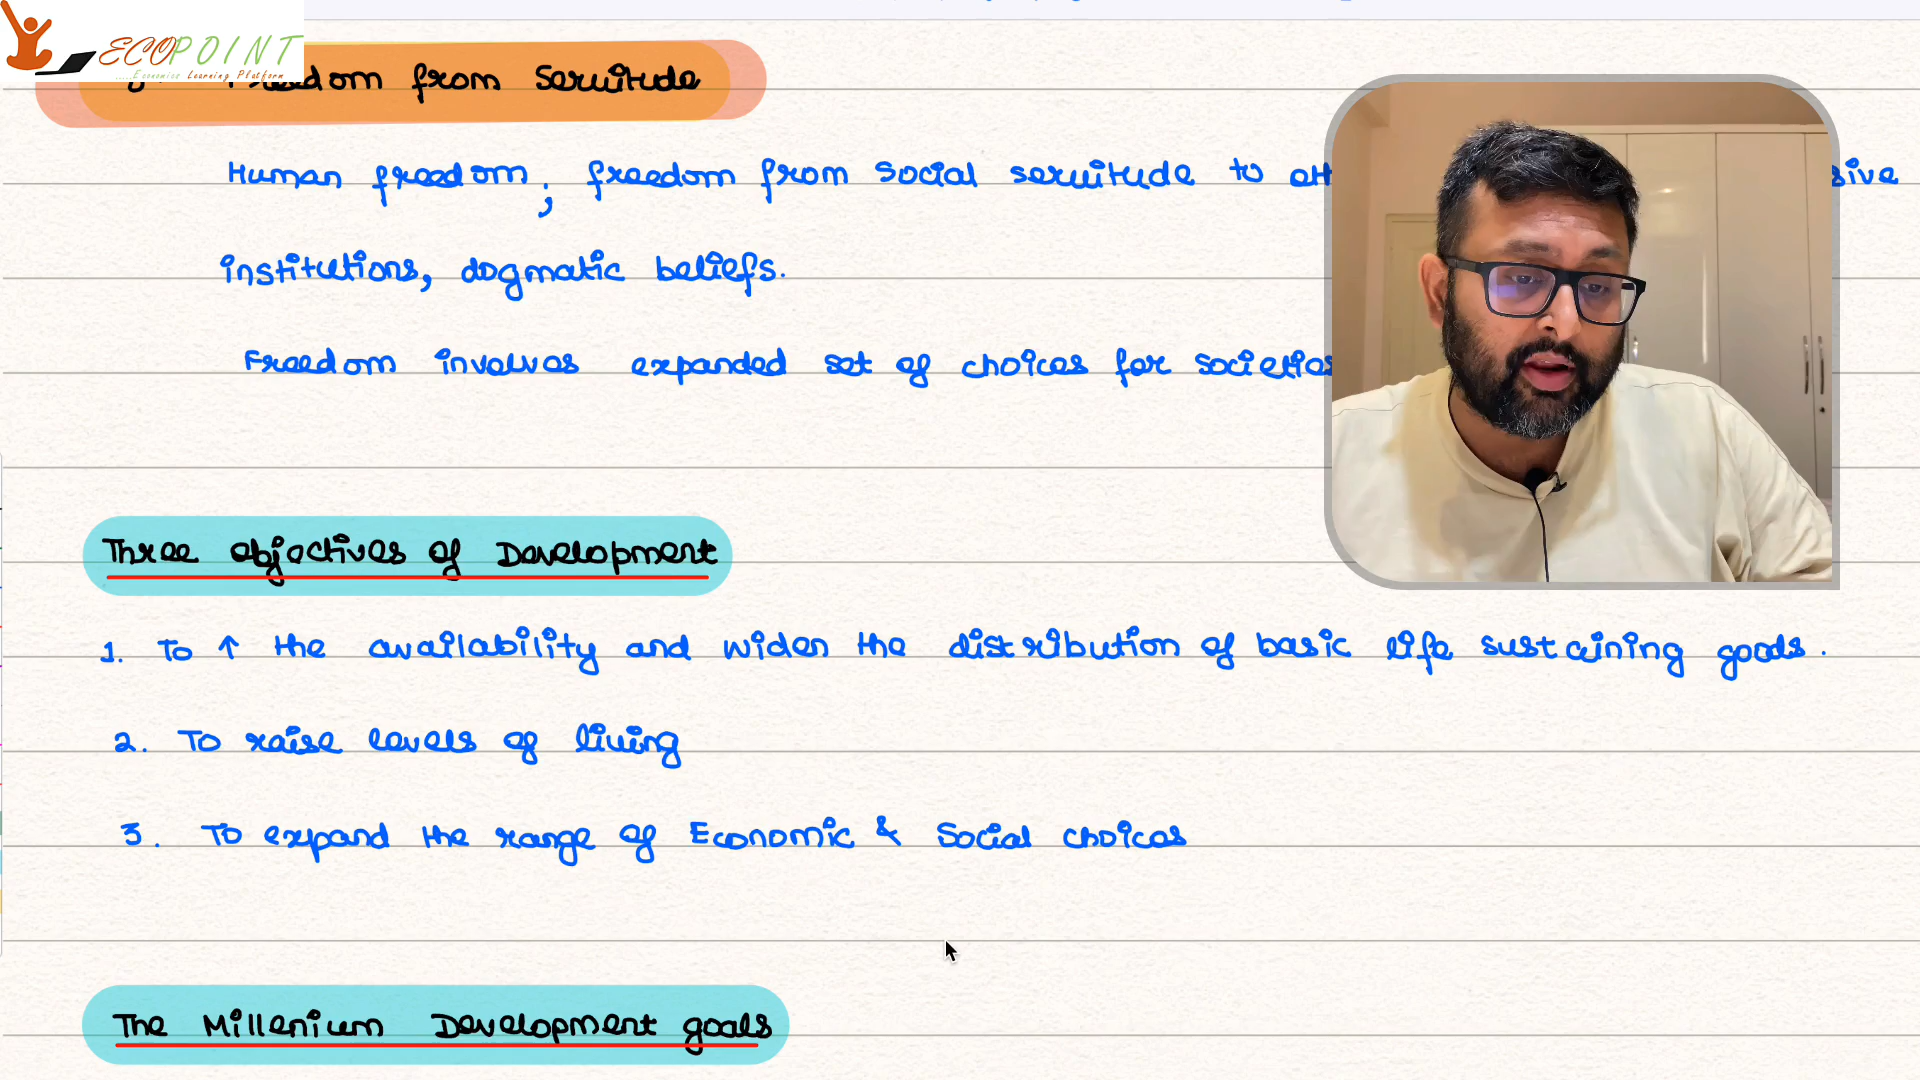 ECOPOINT
.....Economics Learning Platform
from Servitude
Human freedom, freedom from social servitude to
institutions, dogmatic beliefs.
Freedom involves expanded set of choices for societies
Three objectives of Development
1. To ↑ the availability and widen the distribution of basic life sustaining goods.
2. To raise levels of living
3. To expand the range of Economic & Social choices
The Millenium Development goals